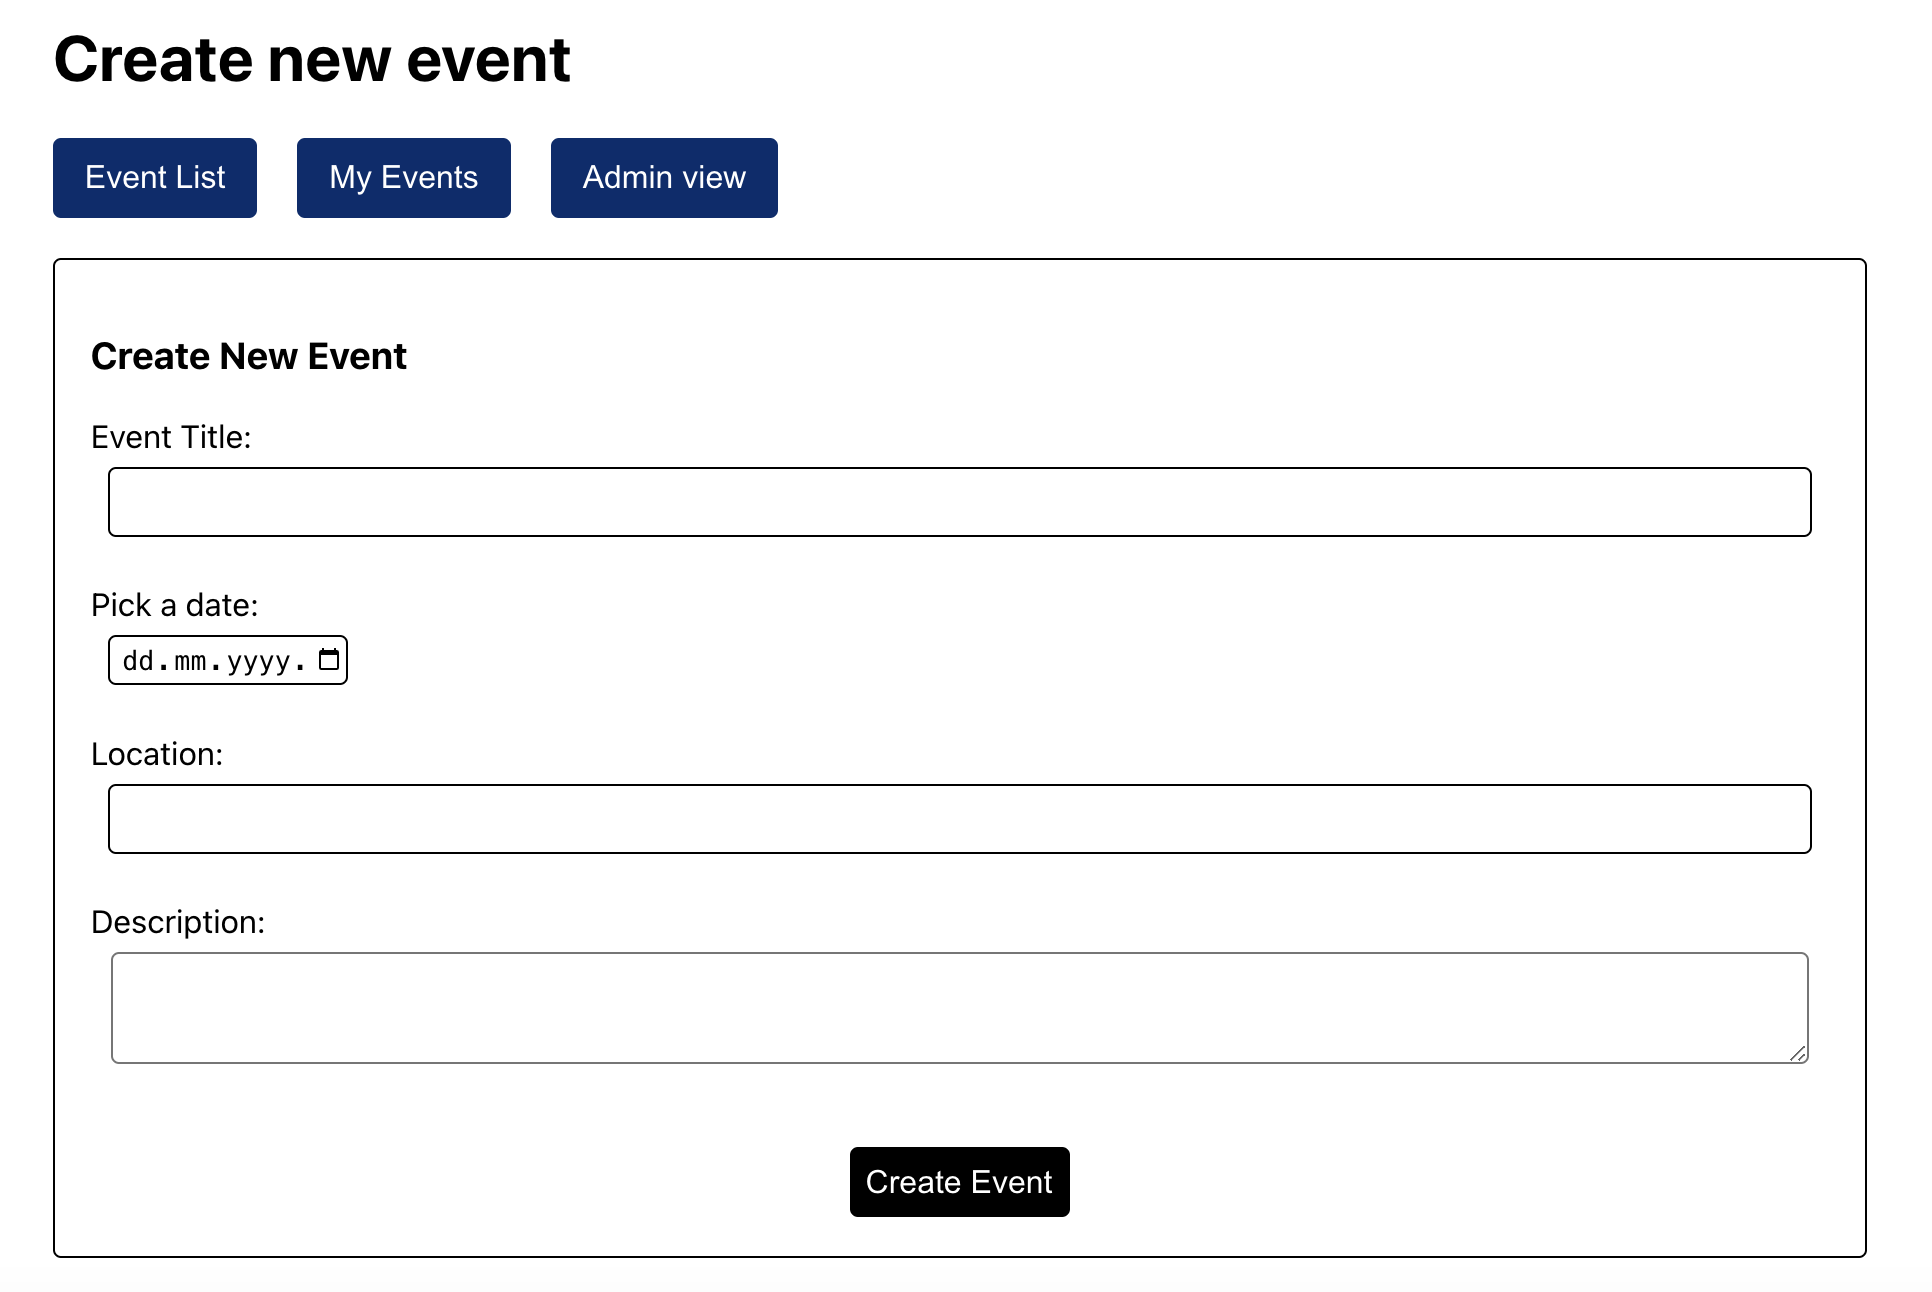 Create new event
Event List My Events Admin view
Create New Event
Event Title:
Pick a date:
dd.mm.yyyy.
Location:
Description:
Create Event